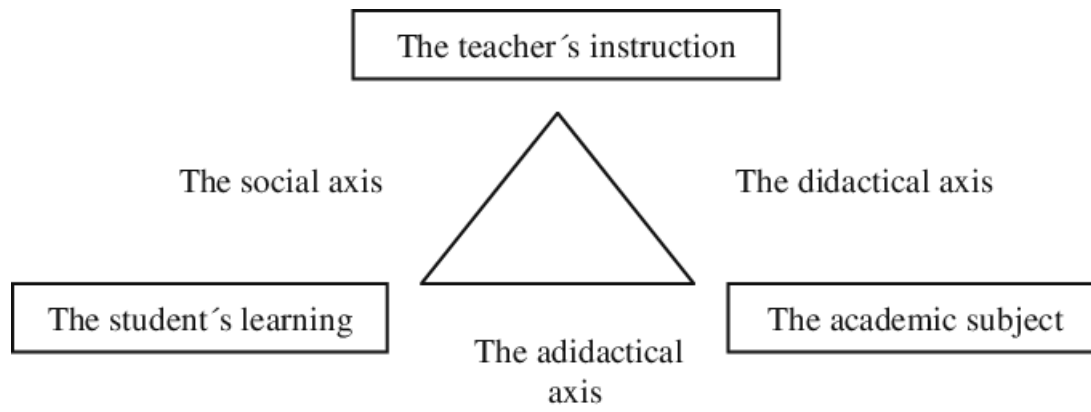 The teacher´s instruction
The social axis
The didactical axis
The student´s learning
The academic subject
The adidactical
axis